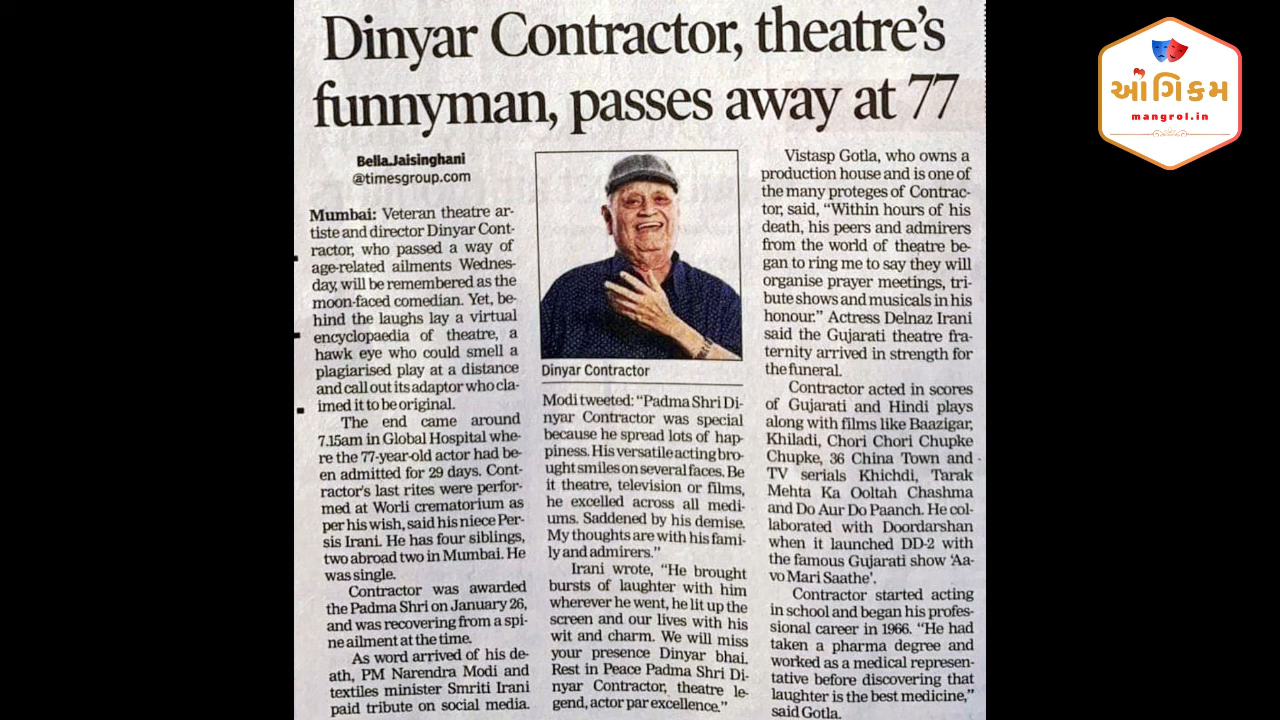 Dinyar Contractor, theatre's
funnyman, passes away at 77
Bella.Jaisinghani
@timesgroup.com
Mumbai: Veteran theatre ar-
tiste and director Dinyar Cont-
ractor, who passed a way of
age-related ailments Wednes-
day, will be remembered as the
moon-faced comedian. Yet, be-
hind the laughs lay a virtual
encyclopaedia of theatre, a
hawk eye who could smell a
plagiarised play at a distance
and call out its adaptor who cla-
imed it to be original.
The end came around
7.15am in Global Hospital whe-
re the 77-year-old actor had be-
en admitted for 29 days. Cont-
ractor's last rites were perfor-
med at Worli crematorium as
per his wish, said his niece Per-
sis Irani. He has four siblings,
two abroad two in Mumbai. He
was single.
Contractor was awarded
the Padma Shri on January 26,
and was recovering from a spi-
ne ailment at the time.
As word arrived of his de-
ath, PM Narendra Modi and
textiles minister Smriti Irani
paid tribute on social media.
Dinyar Contractor
Modi tweeted: “Padma Shri Di-
nyar Contractor was special
because he spread lots of hap-
piness. His versatile acting bro-
ught smiles on several faces. Be
it theatre, television or films,
he excelled across all medi-
ums. Saddened by his demise.
My thoughts are with his fami-
ly and admirers.”
Irani wrote, “He brought
bursts of laughter with him
wherever he went, he lit up the
screen and our lives with his
wit and charm. We will miss
your presence Dinyar bhai.
Rest in Peace Padma Shri Di-
nyar Contractor, theatre le-
gend, actor par excellence.”
Vistasp Gotla, who owns a
production house and is one of
the many proteges of Contrac-
tor, said, “Within hours of his
death, his peers and admirers
from the world of theatre be-
gan to ring me to say they will
organise prayer meetings, tri-
bute shows and musicals in his
honour.” Actress Delnaz Irani
said the Gujarati theatre fra-
ternity arrived in strength for
the funeral.
Contractor acted in scores
of Gujarati and Hindi plays
along with films like Baazigar,
Khiladi, Chori Chori Chupke
Chupke, 36 China Town and
TV serials Khichdi, Tarak
Mehta Ka Ooltah Chashma
and Do Aur Do Paanch. He col-
laborated with Doordarshan
when it launched DD-2 with
the famous Gujarati show ‘Aa-
vo Mari Saathe’.
Contractor started acting
in school and began his profes-
sional career in 1966. “He had
taken a pharma degree and
worked as a medical represen-
tative before discovering that
laughter is the best medicine,”
said Gotla.
આંગિકમ
mangrol.in